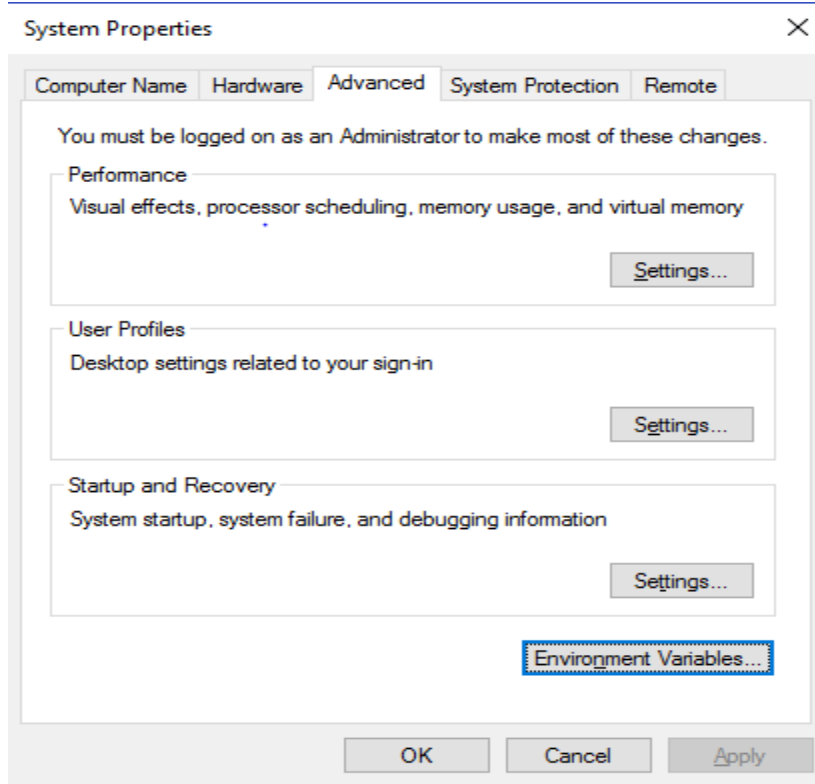 System Properties
Computer Name Hardware Advanced System Protection Remote
You must be logged on as an Administrator to make most of these changes.
Performance
Visual effects, processor scheduling, memory usage, and virtual memory
Settings...
User Profiles
Desktop settings related to your sign-in
Settings...
Startup and Recovery
System startup, system failure, and debugging information
Settings...
Environment Variables...
OK Cancel Apply